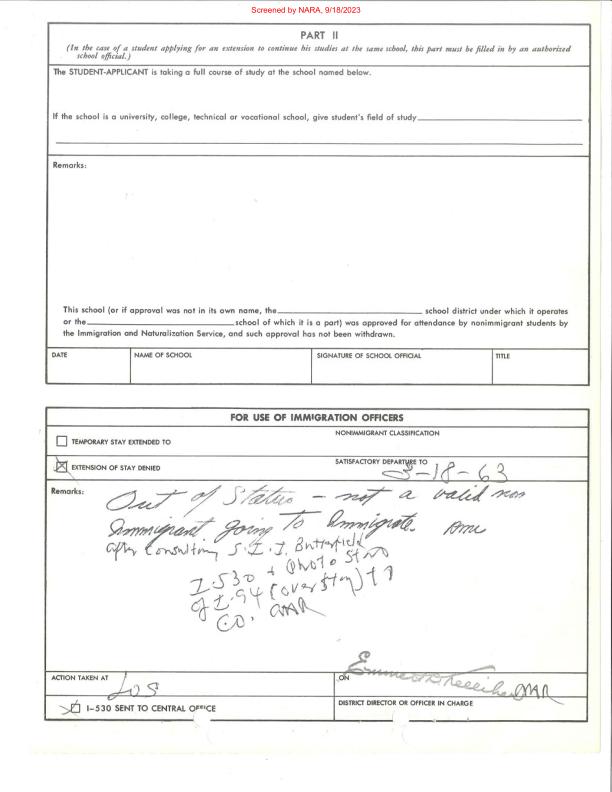 Screened by NARA, 9/18/2023
PART II
(In the case of a student applying for an extension to continue his studies at the same school, this part must be filled in by an authorized
school official.)
The STUDENT-APPLICANT is taking a full course of study at the school named below.
If the school is a university, college, technical or vocational school, give student's field of study
Remarks:
This school (or if approval was not in its own name, the school district under which it operates
or the school of which it is a part) was approved for attendance by nonimmigrant students by
the Immigration and Naturalization Service, and such approval has not been withdrawn.
DATE
NAME OF SCHOOL
SIGNATURE OF SCHOOL OFFICIAL
TITLE
FOR USE OF IMMIGRATION OFFICERS
TEMPORARY STAY EXTENDED TO
NONIMMIGRANT CLASSIFICATION
EXTENSION OF STAY DENIED
SATISFACTORY DEPARTURE TO
3-18-63
Remarks:
Out of Status - not a valid non
Immigrant going To Immigrate.
after Consulting S.I.I. Butterfield
I-530 + Photo Stat
of I-94 (overstay) to
CO.
ACTION TAKEN AT
LOS
ON
I-530 SENT TO CENTRAL OFFICE
DISTRICT DIRECTOR OR OFFICER IN CHARGE